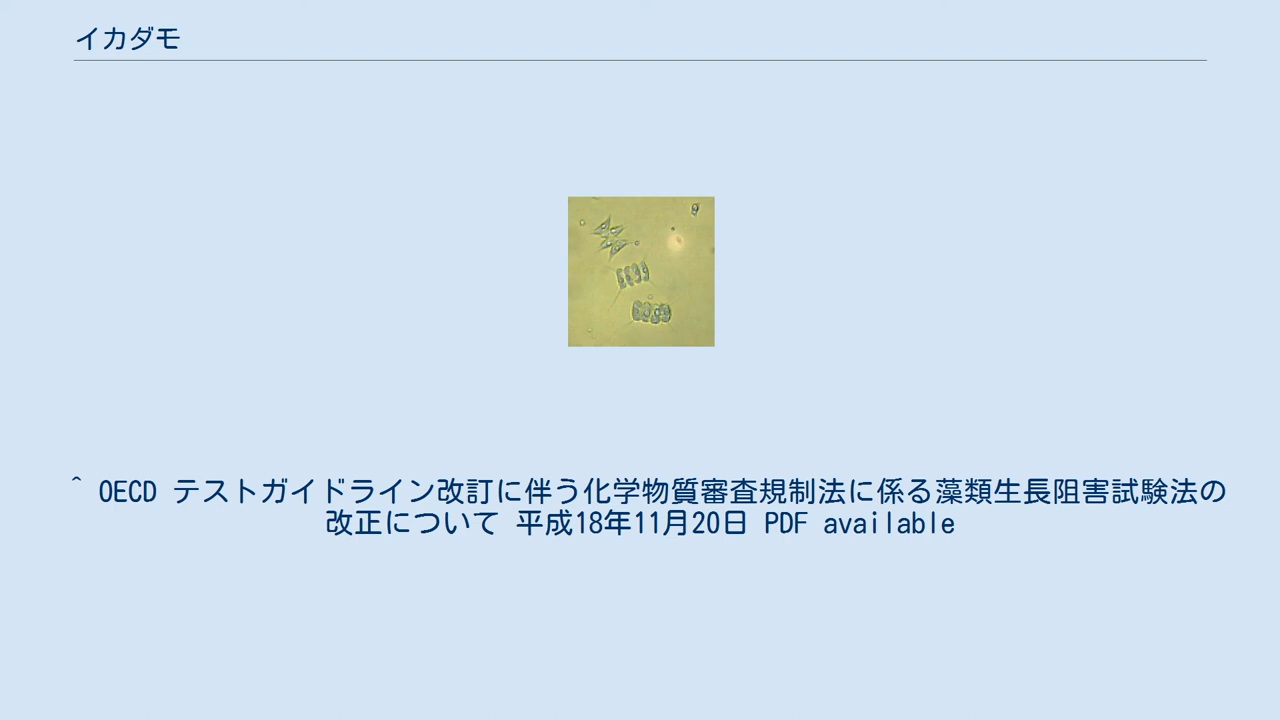 イカダモ
^ OECD テストガイドライン改訂に伴う化学物質審査規制法に係る藻類生長阻害試験法の
改正について 平成18年11月20日 PDF available